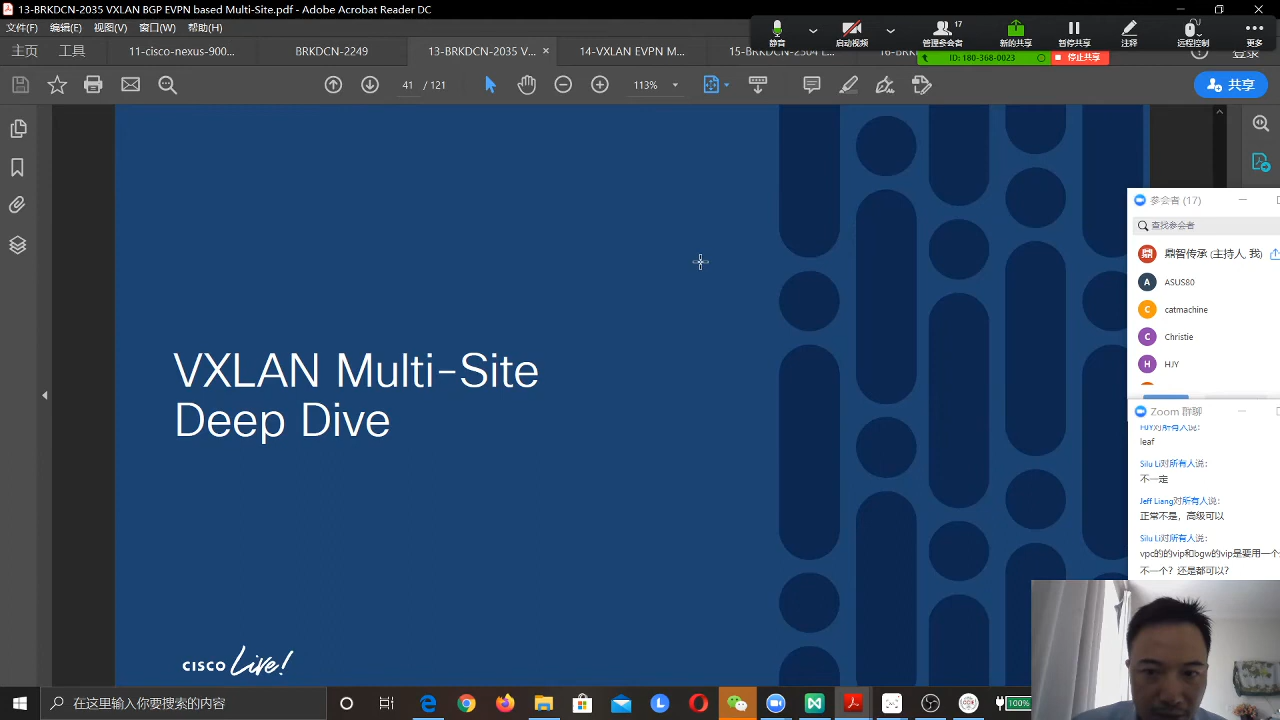 13-BRKDCN-2035 VXLAN BGP EVPN based Multi-Site.pdf - Adobe Acrobat Reader DC
文件(F) 编辑(E) 视图(V) 窗口(W) 帮助(H)
静音 启动视频 17 管理参会者 新的共享 暂停共享 注释 远程控制 更多
主页 工具 11-cisco-nexus-900... BRKDCN-2249 13-BRKDCN-2035 V... × 14-VXLAN EVPN M...
ID: 180-368-0023 停止共享
41 / 121 113% 共享
VXLAN Multi-Site
Deep Dive
CISCO Live!
参会者 (17)
查找参会者
鼎智传承 (主持人, 我)
A ASUS80
C catmachine
C Christie
H HJY
Zoom 群聊
HJY对所有人说:
leaf
Silu Li对所有人说:
不一定
Jeff Liang对所有人说:
正常不是，高级可以
Silu Li对所有人说:
vpc的的vip和bgw的vip是要用一个
不一个？还是都可以?
在这里输入你要搜索的内容
100%